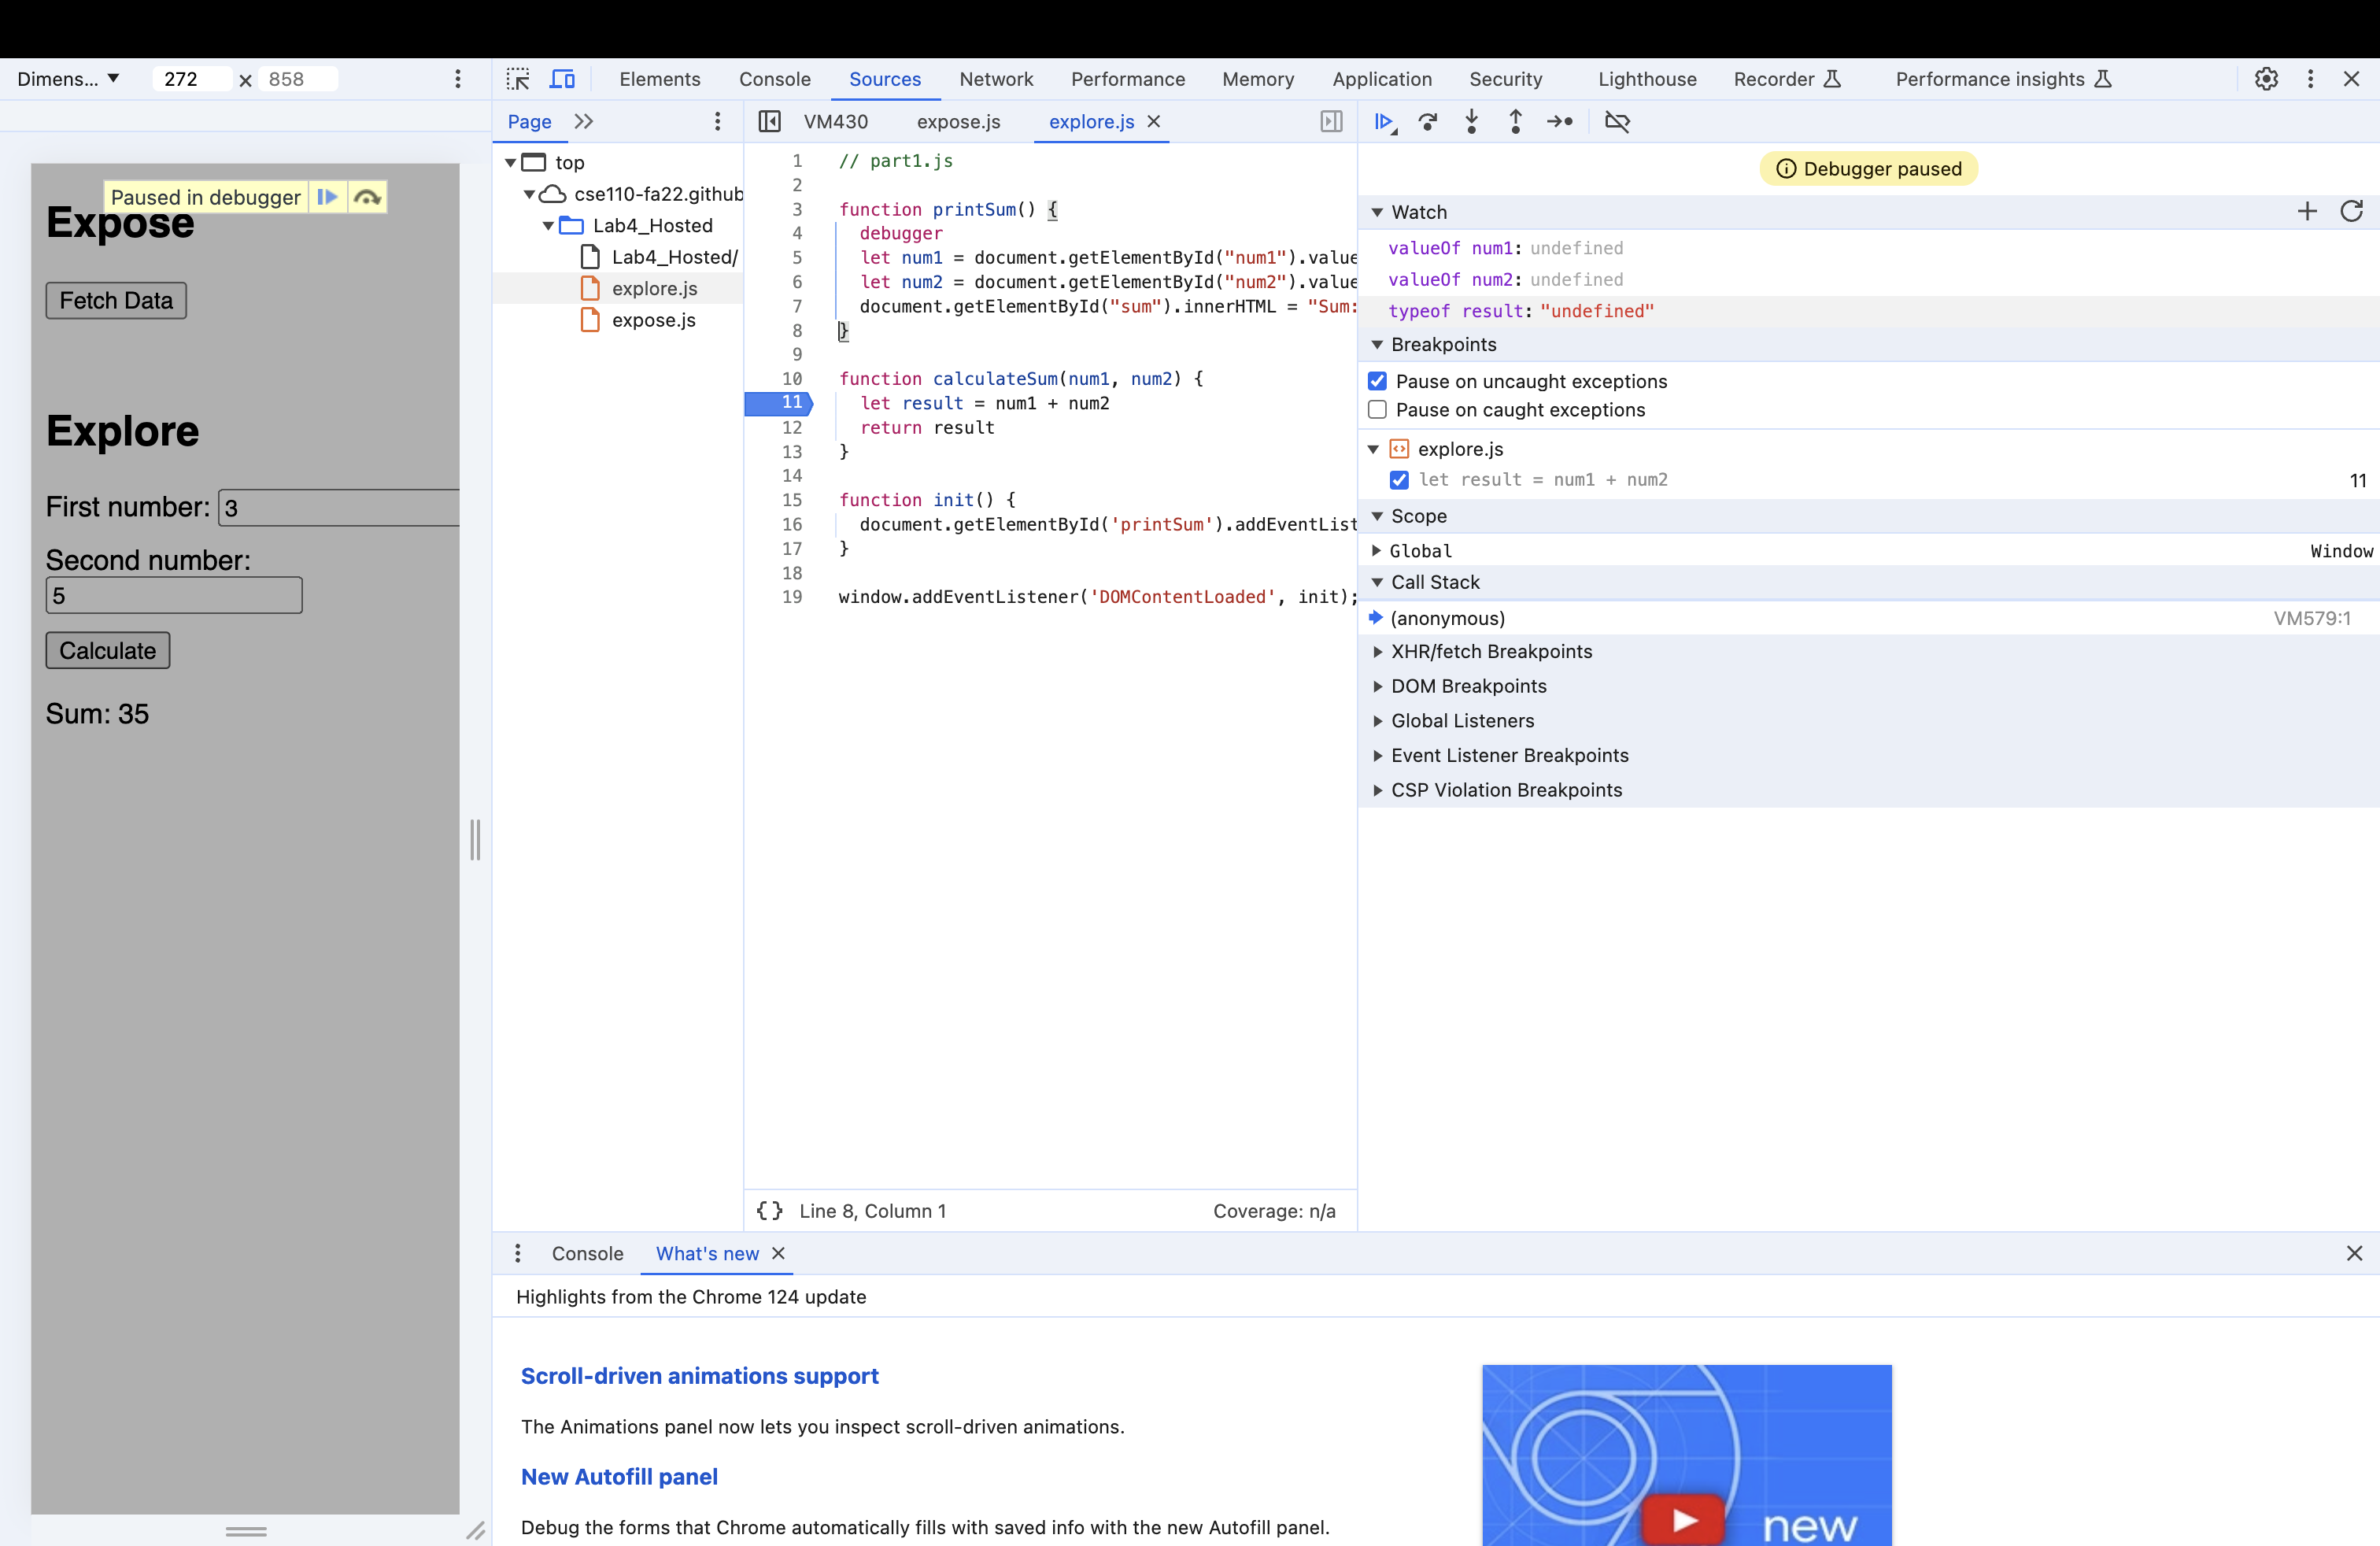 Dimens... ▼ 272 × 858
Elements Console Sources Network Performance Memory Application Security Lighthouse Recorder Performance insights
Page
VM430 expose.js explore.js
Paused in debugger
Expose
Fetch Data
Explore
First number: 3
Second number:
5
Calculate
Sum: 35
top
cse110-fa22.github
Lab4_Hosted
Lab4_Hosted/
explore.js
expose.js
1 // part1.js
2
3 function printSum() {
4   debugger
5   let num1 = document.getElementById("num1").value
6   let num2 = document.getElementById("num2").value
7   document.getElementById("sum").innerHTML = "Sum:
8 }
9
10 function calculateSum(num1, num2) {
11   let result = num1 + num2
12   return result
13 }
14
15 function init() {
16   document.getElementById('printSum').addEventList
17 }
18
19 window.addEventListener('DOMContentLoaded', init);
{ } Line 8, Column 1 Coverage: n/a
Debugger paused
Watch
valueOf num1: undefined
valueOf num2: undefined
typeof result: "undefined"
Breakpoints
Pause on uncaught exceptions
Pause on caught exceptions
explore.js
let result = num1 + num2 11
Scope
Global Window
Call Stack
(anonymous) VM579:1
XHR/fetch Breakpoints
DOM Breakpoints
Global Listeners
Event Listener Breakpoints
CSP Violation Breakpoints
Console What's new
Highlights from the Chrome 124 update
Scroll-driven animations support
The Animations panel now lets you inspect scroll-driven animations.
New Autofill panel
Debug the forms that Chrome automatically fills with saved info with the new Autofill panel.
new